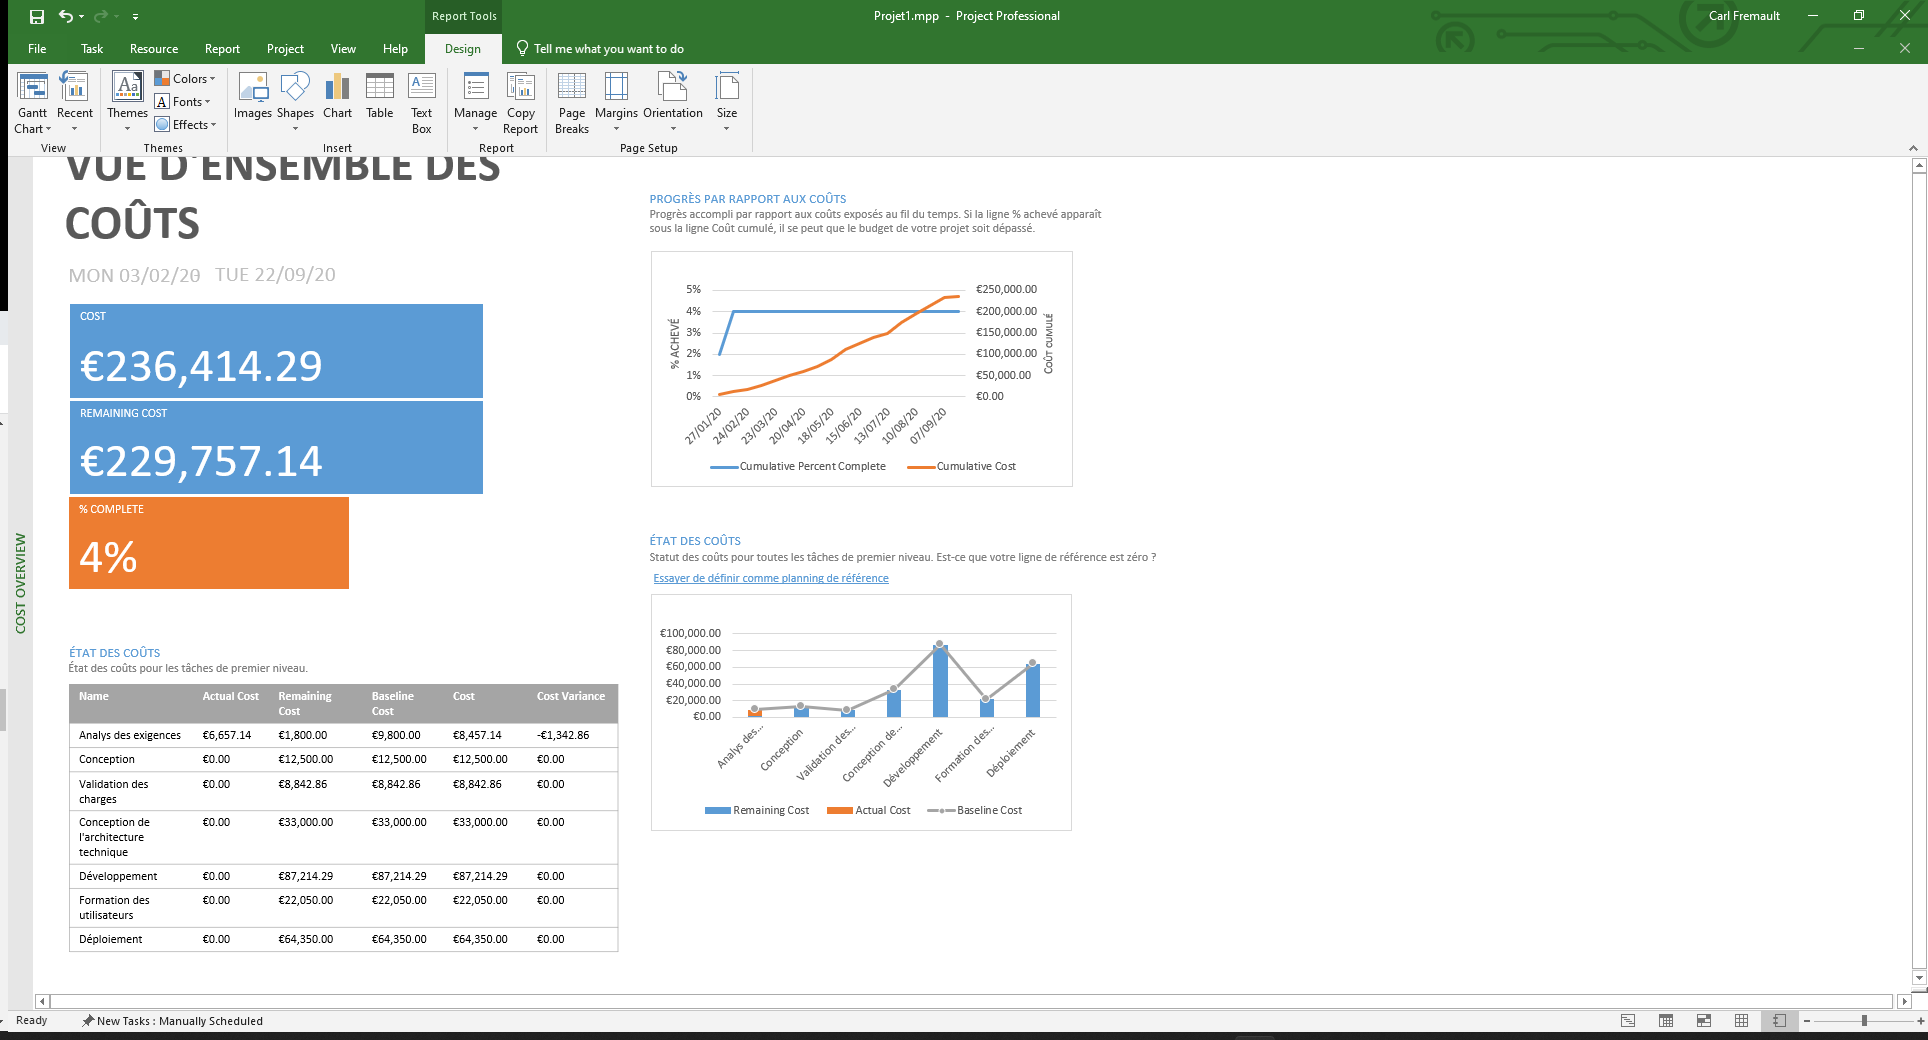 Report Tools
Projet1.mpp - Project Professional
Carl Fremault
File Task Resource Report Project View Help Design Tell me what you want to do
Gantt Chart
Recent
Themes
Colors
Fonts
Effects
Images
Shapes
Chart
Table
Text Box
Manage
Copy Report
Page Breaks
Margins
Orientation
Size
View
Themes
Insert
Report
Page Setup
COST OVERVIEW
VUE D'ENSEMBLE DES
COÛTS
MON 03/02/20 - TUE 22/09/20
COST
€236,414.29
REMAINING COST
€229,757.14
% COMPLETE
4%
ÉTAT DES COÛTS
État des coûts pour les tâches de premier niveau.
Name Actual Cost Remaining Cost Baseline Cost Cost Cost Variance
Analys des exigences €6,657.14 €1,800.00 €9,800.00 €8,457.14 -€1,342.86
Conception €0.00 €12,500.00 €12,500.00 €12,500.00 €0.00
Validation des charges €0.00 €8,842.86 €8,842.86 €8,842.86 €0.00
Conception de l'architecture technique €0.00 €33,000.00 €33,000.00 €33,000.00 €0.00
Développement €0.00 €87,214.29 €87,214.29 €87,214.29 €0.00
Formation des utilisateurs €0.00 €22,050.00 €22,050.00 €22,050.00 €0.00
Déploiement €0.00 €64,350.00 €64,350.00 €64,350.00 €0.00
PROGRÈS PAR RAPPORT AUX COÛTS
Progrès accompli par rapport aux coûts exposés au fil du temps. Si la ligne % achevé apparaît
sous la ligne Coût cumulé, il se peut que le budget de votre projet soit dépassé.
% ACHEVÉ
5%
4%
3%
2%
1%
0%
€250,000.00
€200,000.00
€150,000.00
€100,000.00
€50,000.00
€0.00
COÛT CUMULÉ
27/01/20 24/02/20 23/03/20 20/04/20 18/05/20 15/06/20 13/07/20 10/08/20 07/09/20
Cumulative Percent Complete Cumulative Cost
ÉTAT DES COÛTS
Statut des coûts pour toutes les tâches de premier niveau. Est-ce que votre ligne de référence est zéro ?
Essayer de définir comme planning de référence
€100,000.00
€80,000.00
€60,000.00
€40,000.00
€20,000.00
€0.00
Analys des... Conception Validation des... Conception de... Développement Formation des... Déploiement
Remaining Cost Actual Cost Baseline Cost
Ready New Tasks : Manually Scheduled